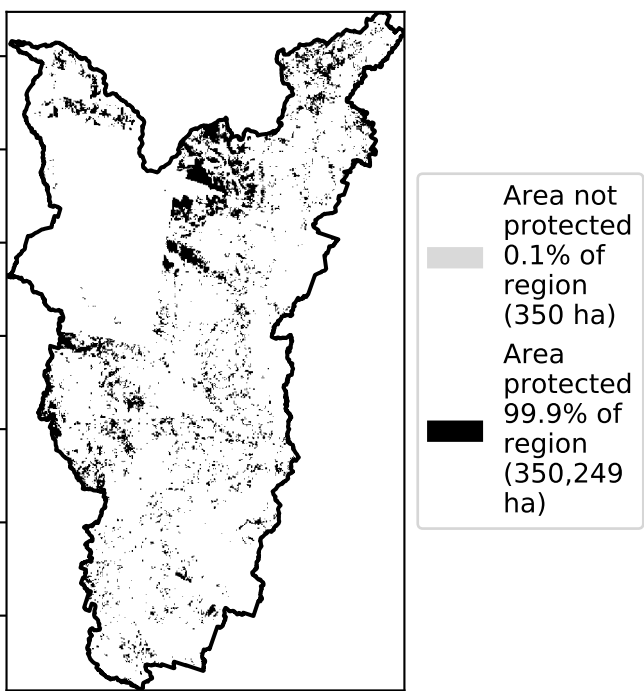 Area not
protected
0.1% of
region
(350 ha)
Area
protected
99.9% of
region
(350,249
ha)